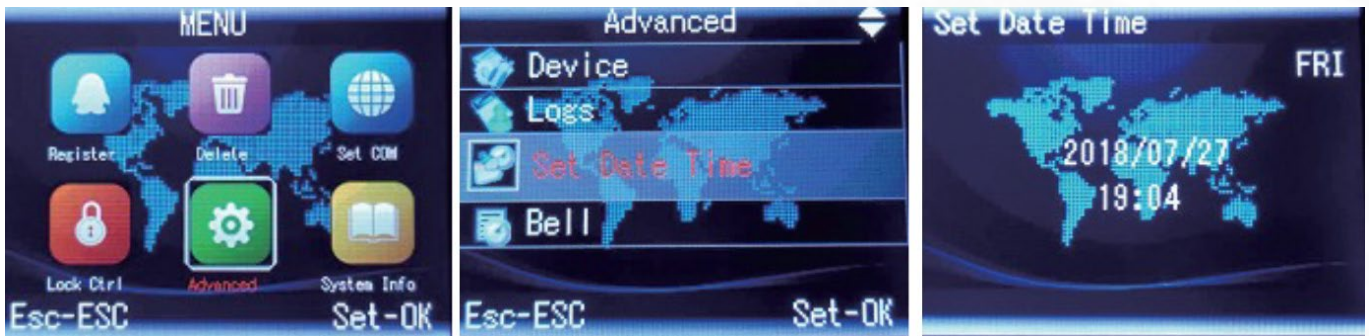 MENU
Register Delete Set COM
Lock Ctrl Advanced System Info
Esc-ESC Set-OK
Advanced
Device
Logs
Set Date Time
Bell
Esc-ESC Set-OK
Set Date Time
FRI
2018/07/27
19:04